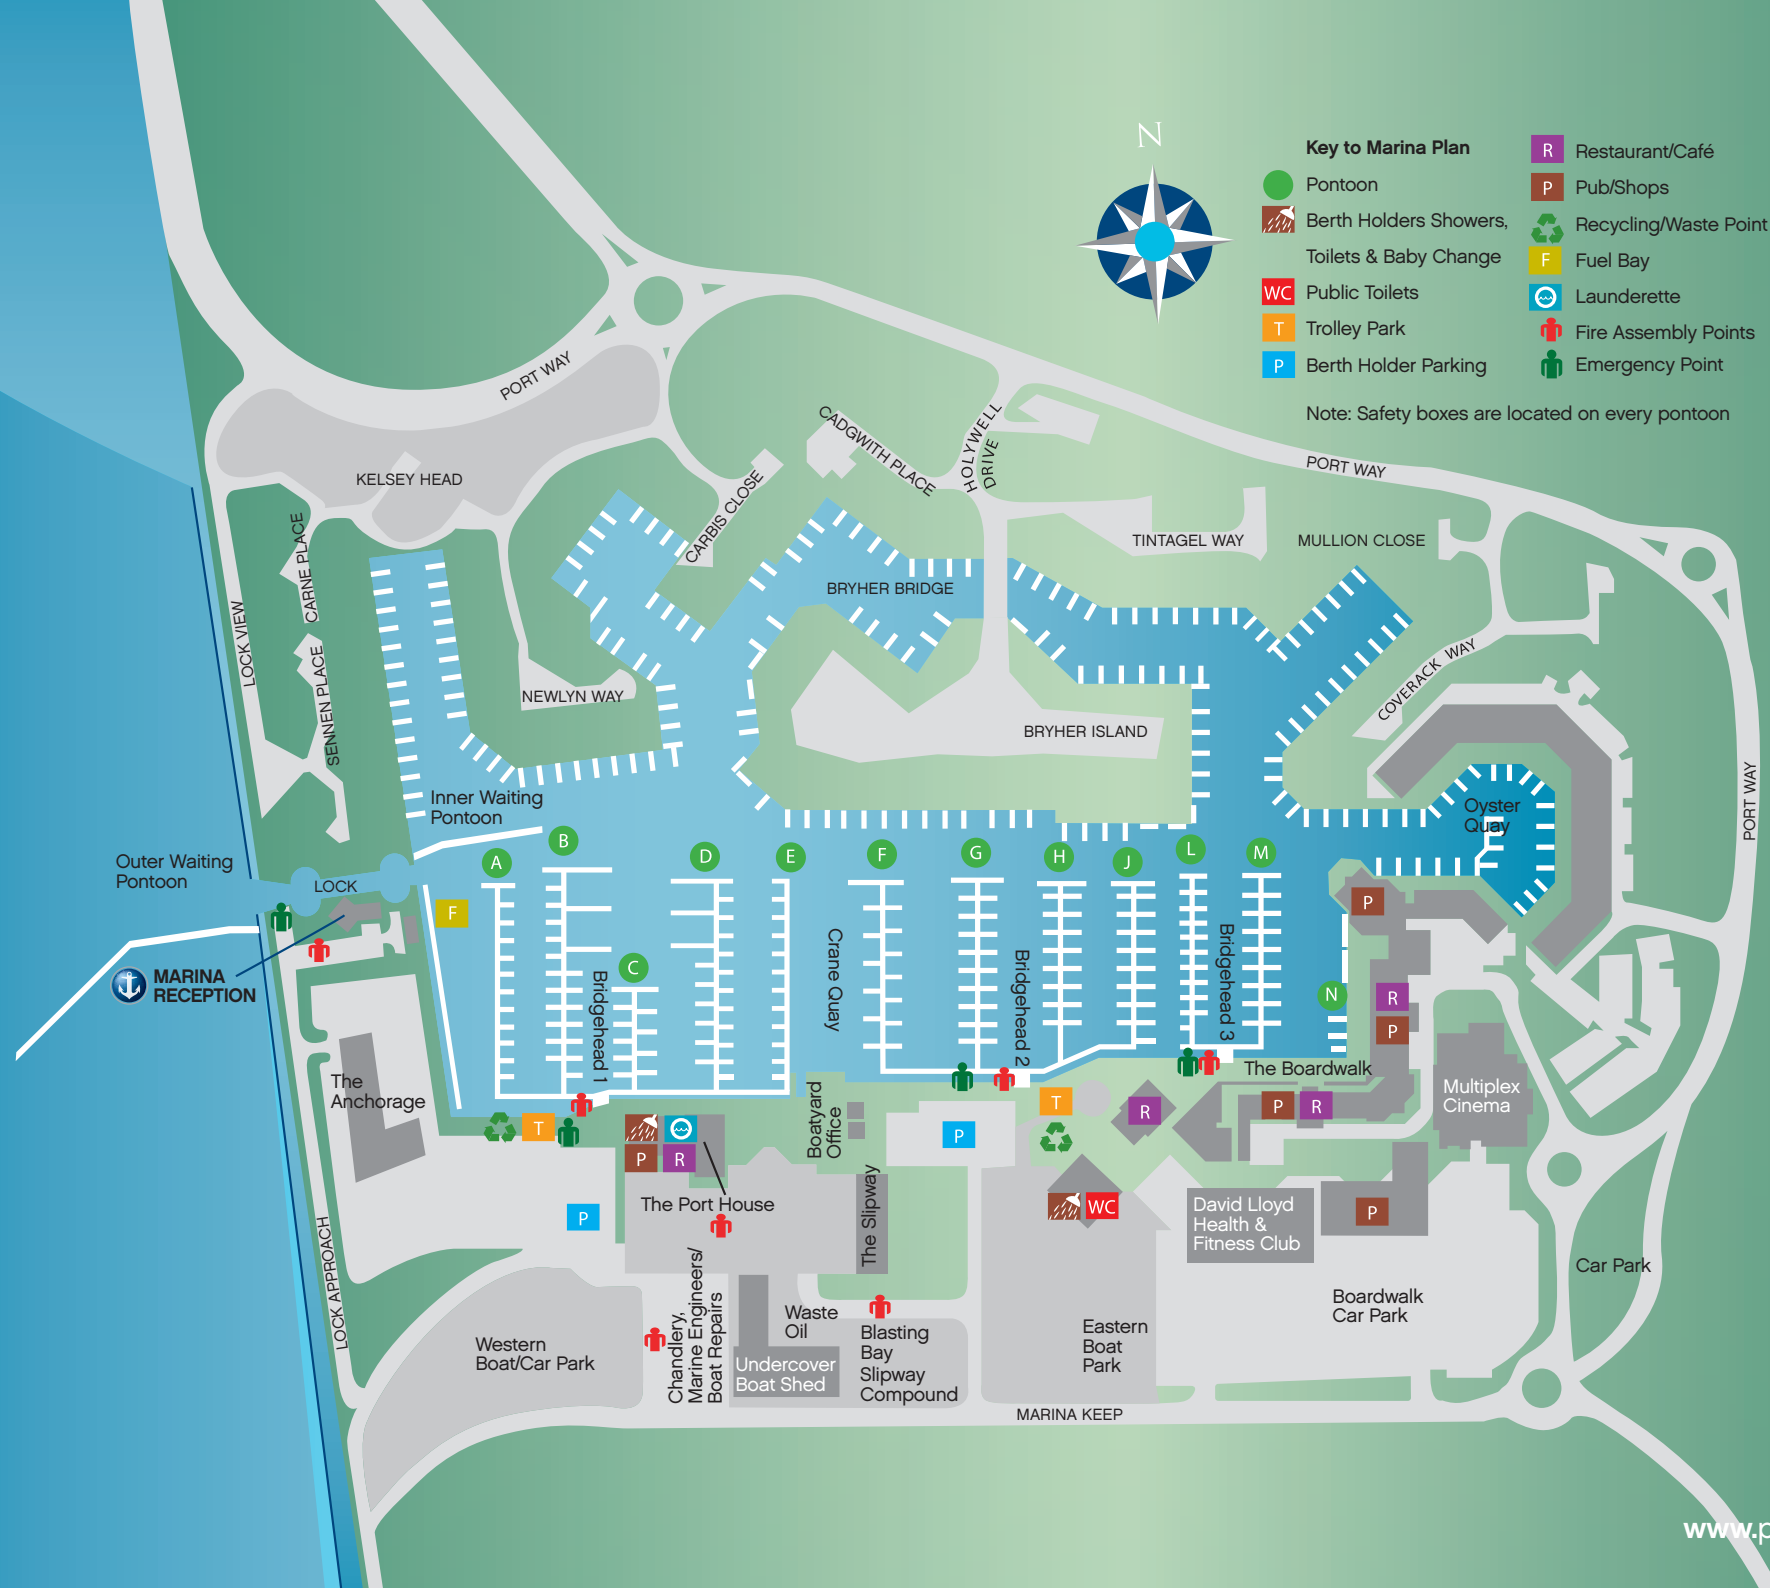 N
Key to Marina Plan
Pontoon
Berth Holders Showers,
Toilets & Baby Change
WC Public Toilets
T Trolley Park
P Berth Holder Parking
R Restaurant/Café
P Pub/Shops
Recycling/Waste Point
F Fuel Bay
Launderette
Fire Assembly Points
Emergency Point
Note: Safety boxes are located on every pontoon
PORT WAY
KELSEY HEAD
CADGWITH PLACE
HOLYWELL
DRIVE
PORT WAY
CARBIS CLOSE
CARNE PLACE
TINTAGEL WAY
MULLION CLOSE
BRYHER BRIDGE
LOCK VIEW
SENNEN PLACE
NEWLYN WAY
COVERACK WAY
BRYHER ISLAND
PORT WAY
Inner Waiting
Pontoon
Oyster
Quay
Outer Waiting
Pontoon
LOCK
A
B
C
D
E
F
G
H
J
L
M
N
F
MARINA
RECEPTION
Bridgehead 1
Crane Quay
Bridgehead 2
Bridgehead 3
P
R
P
The Boardwalk
The
Anchorage
T
P
R
Boatyard
Office
P
T
R
P
R
Multiplex
Cinema
The Port House
P
The Slipway
WC
David Lloyd
Health &
Fitness Club
P
LOCK APPROACH
Car Park
Boardwalk
Car Park
Western
Boat/Car Park
Chandlery,
Marine Engineers/
Boat Repairs
Waste
Oil
Undercover
Boat Shed
Blasting
Bay
Slipway
Compound
Eastern
Boat
Park
MARINA KEEP
www.p